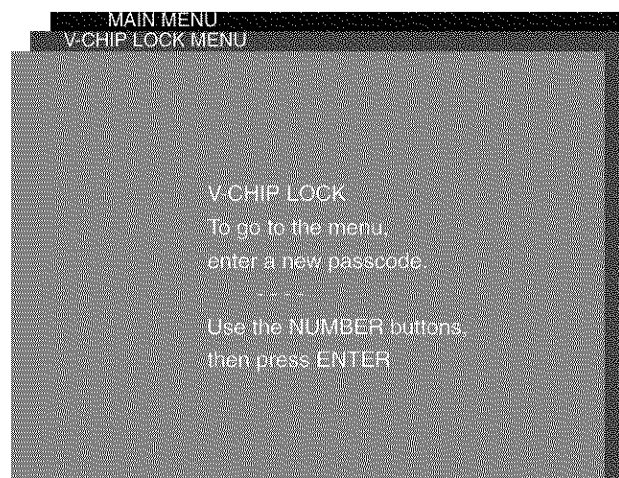 MAIN MENU
V-CHIP LOCK MENU
V-CHIP LOCK
To go to the menu,
enter a new passcode.
- - - -
Use the NUMBER buttons,
then press ENTER